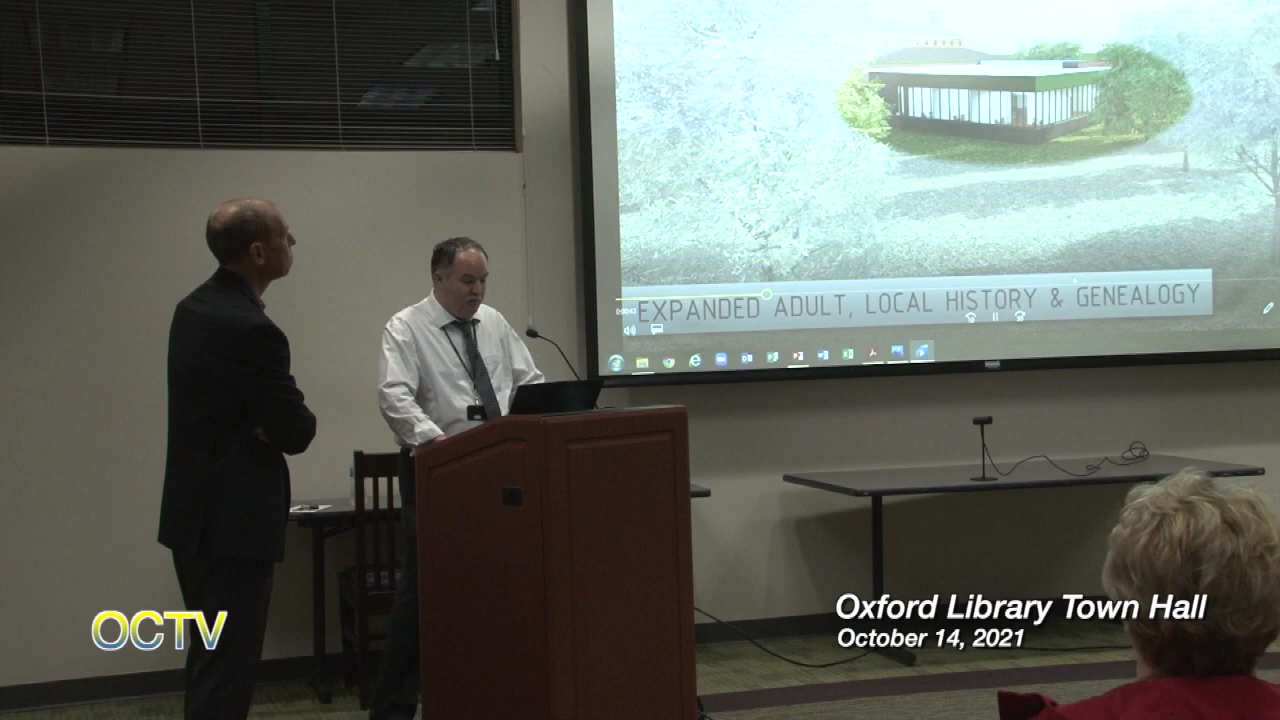 EXPANDED ADULT, LOCAL HISTORY & GENEALOGY
OCTV
Oxford Library Town Hall
October 14, 2021